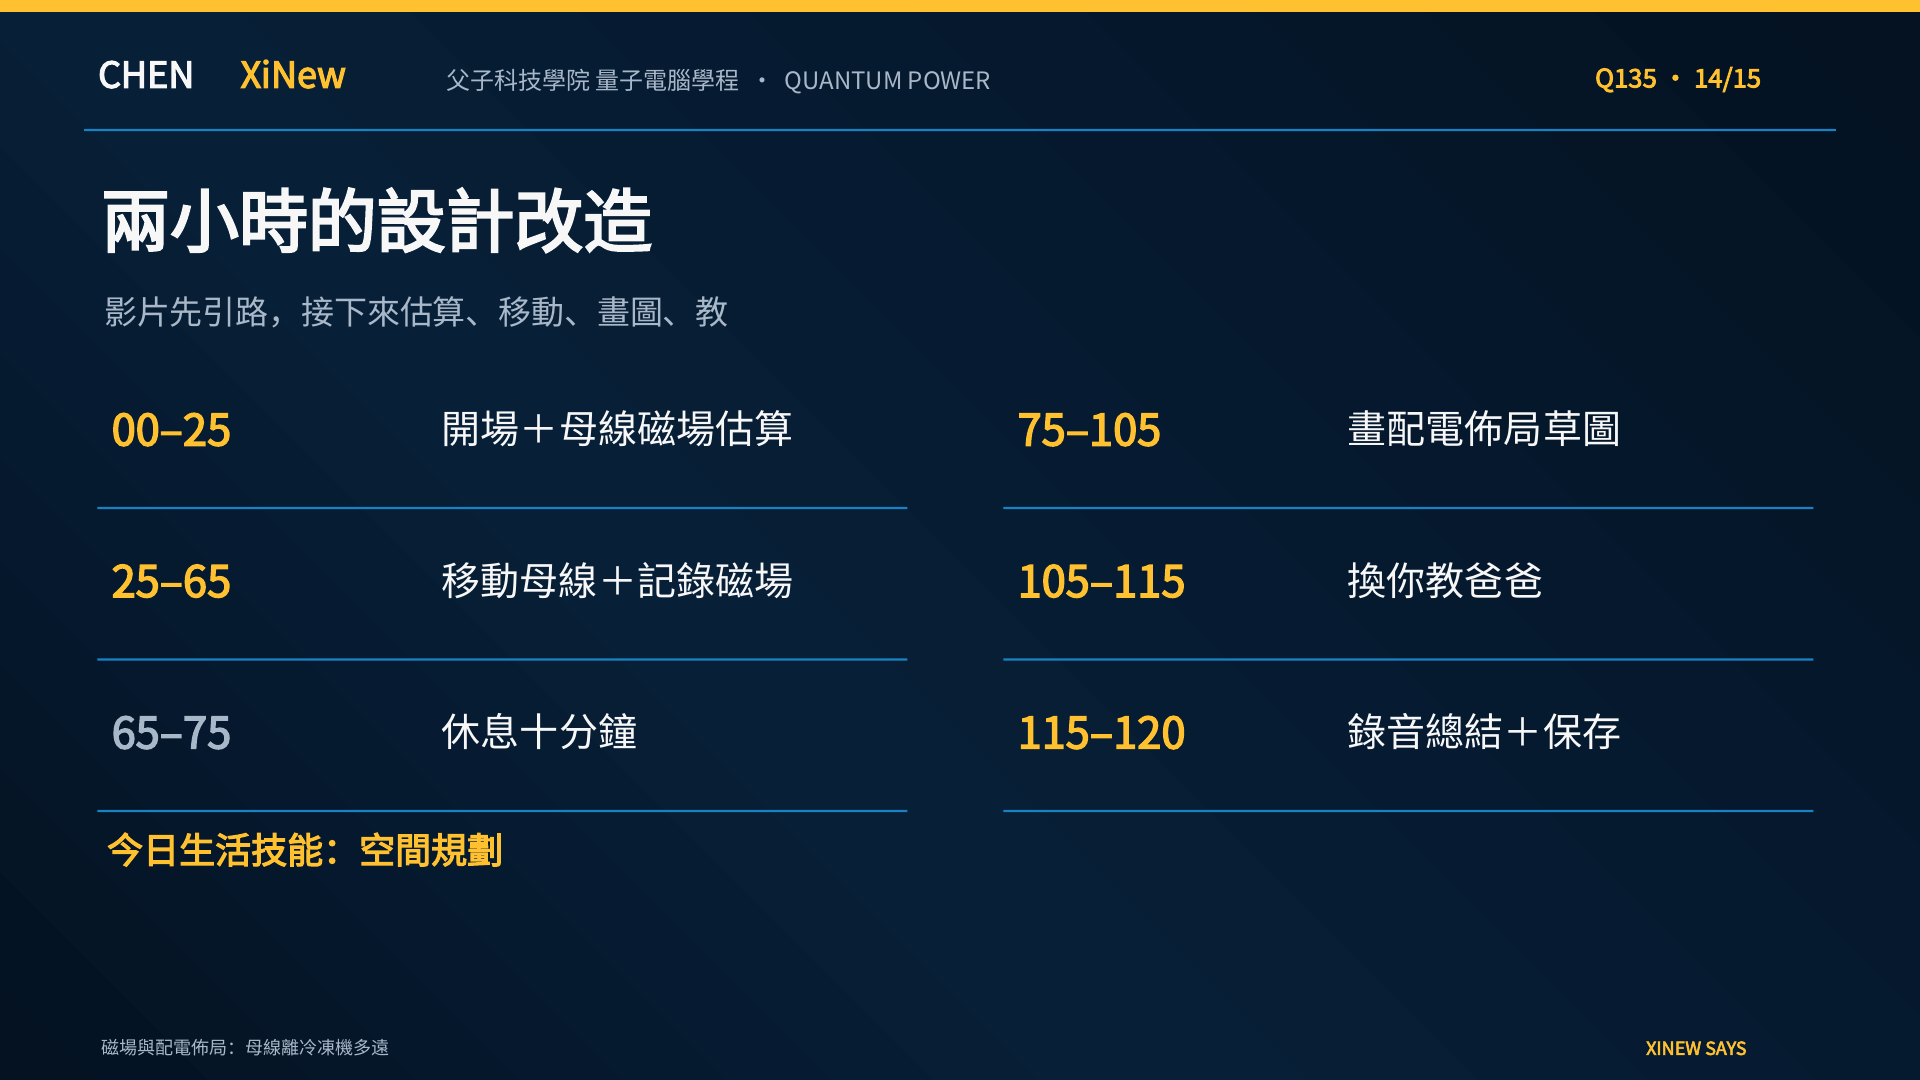 CHEN XiNew 父子科技學院 量子電腦學程 · QUANTUM POWER Q135 · 14/15
兩小時的設計改造
影片先引路，接下來估算、移動、畫圖、教
00–25 開場＋母線磁場估算
25–65 移動母線＋記錄磁場
65–75 休息十分鐘
75–105 畫配電佈局草圖
105–115 換你教爸爸
115–120 錄音總結＋保存
今日生活技能：空間規劃
磁場與配電佈局：母線離冷凍機多遠
XINEW SAYS